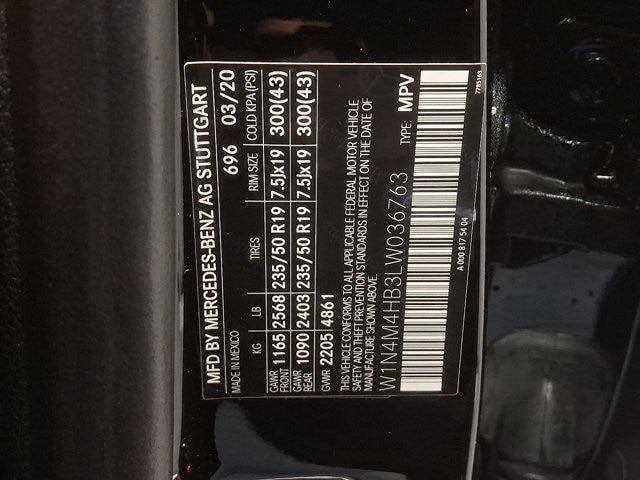 MFD BY MERCEDES-BENZ AG STUTTGART
MADE IN MEXICO 696 03/20
KG LB TIRES RIM SIZE COLD KPA(PSI)
GAWR FRONT 1165 2568 235/50 R19 7.5Jx19 300(43)
GAWR REAR 1090 2403 235/50 R19 7.5Jx19 300(43)
GVWR 2205 4861
THIS VEHICLE CONFORMS TO ALL APPLICABLE FEDERAL MOTOR VEHICLE
SAFETY AND THEFT PREVENTION STANDARDS IN EFFECT ON THE DATE OF
MANUFACTURE SHOWN ABOVE.
W1N4M4HB3LW036763 TYPE: MPV
A 000 817 54 04
7785163